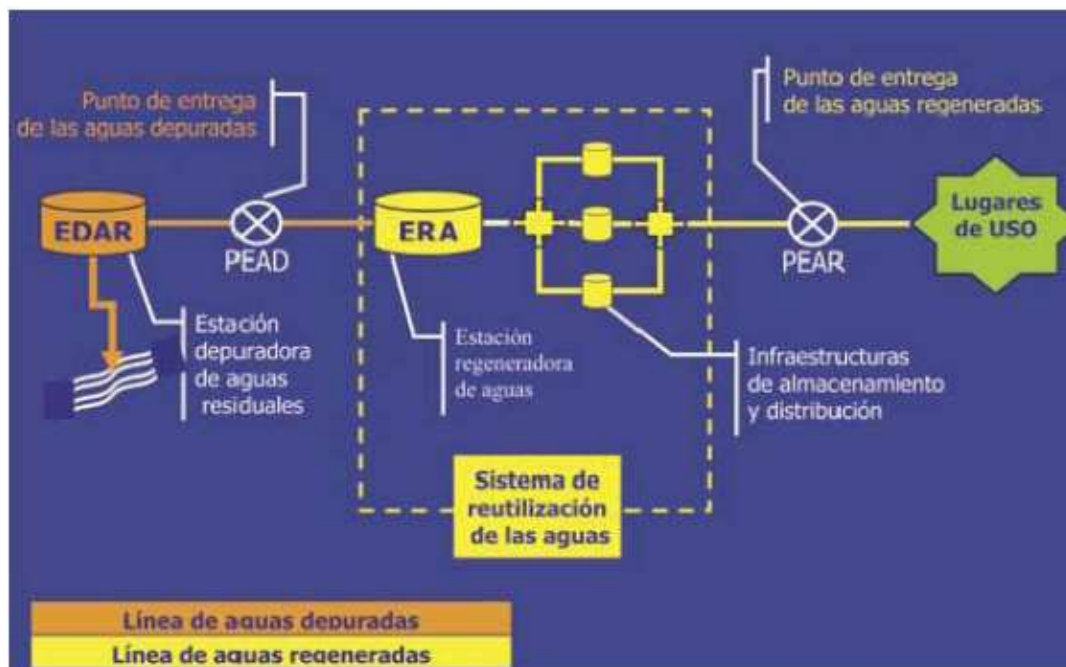 Punto de entrega
de las aguas depuradas
Punto de entrega
de las aguas regeneradas
EDAR
PEAD
ERA
PEAR
Lugares
de USO
Estación
depuradora
de aguas
residuales
Estación
regeneradora
de aguas
Infraestructuras
de almacenamiento
y distribución
Sistema de
reutilización
de las aguas
Línea de aguas depuradas
Línea de aguas regeneradas